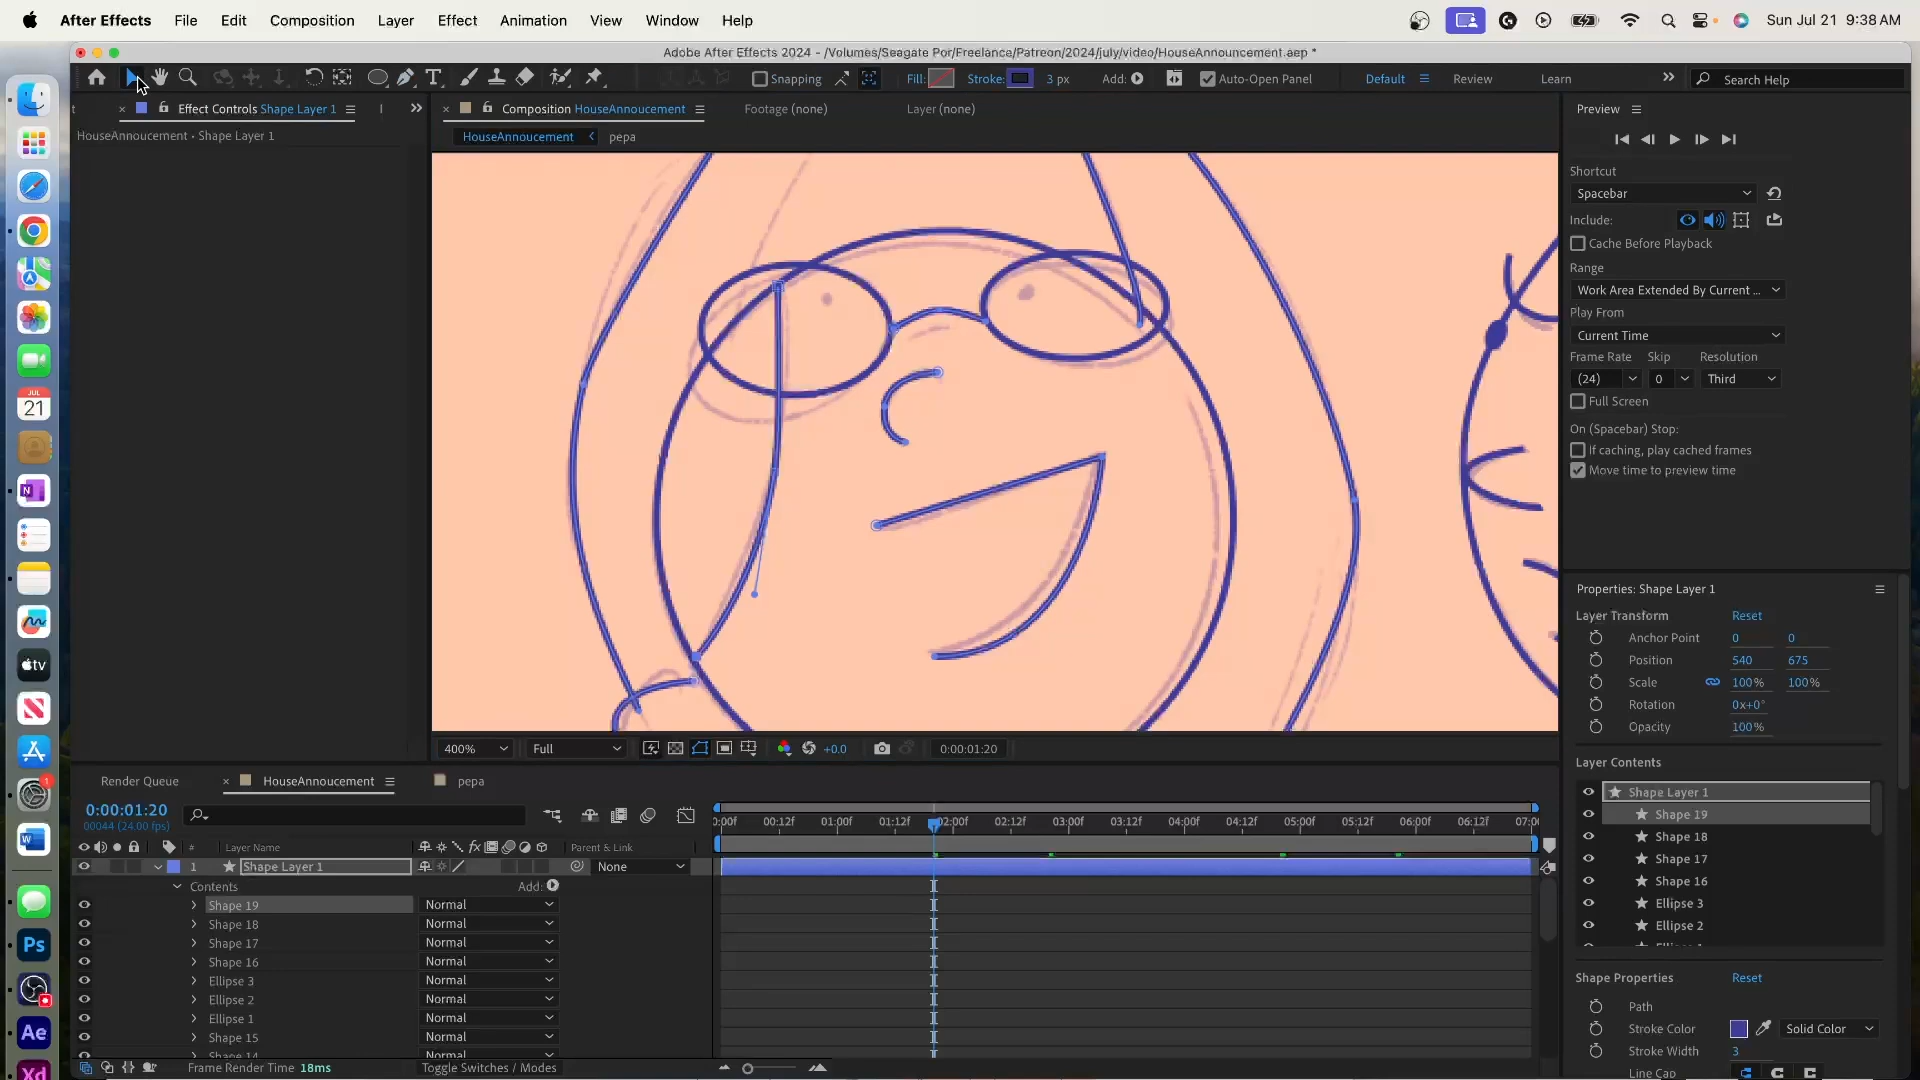 After Effects File Edit Composition Layer Effect Animation View Window Help Sun Jul 21 9:38 AM
Adobe After Effects 2024 - /Volumes/Seagate Por/Freelance/Patreon/2024/july/video/HouseAnnouncement.aep *
Snapping Fill: Stroke: 3 px Add: Auto-Open Panel Default Review Learn Search Help
Effect Controls Shape Layer 1 Composition HouseAnnoucement Footage (none) Layer (none) Preview
HouseAnnoucement • Shape Layer 1 HouseAnnoucement pepa
Shortcut
Spacebar
Include:
Cache Before Playback
Range
Work Area Extended By Current ...
Play From
Current Time
Frame Rate Skip Resolution
(24) 0 Third
Full Screen
On (Spacebar) Stop:
If caching, play cached frames
Move time to preview time
JUL
21
Properties: Shape Layer 1
Layer Transform Reset
Anchor Point 0 0
Position 540 675
Scale 100% 100%
Rotation 0x+0°
Opacity 100%
tv
400% Full +0.0 0:00:01:20
Layer Contents
Shape Layer 1
Shape 19
Shape 18
Shape 17
Shape 16
Ellipse 3
Ellipse 2
Shape Properties Reset
Path
Stroke Color Solid Color
Stroke Width 3
Line Cap
1
Render Queue HouseAnnoucement pepa
0:00:01:20
00044 (24.00 fps)
:00f 00:12f 01:00f 01:12f 02:00f 02:12f 03:00f 03:12f 04:00f 04:12f 05:00f 05:12f 06:00f 06:12f 07:0
# Layer Name fx Parent & Link
1 Shape Layer 1 None
Contents Add:
Shape 19 Normal
Shape 18 Normal
Shape 17 Normal
Shape 16 Normal
Ellipse 3 Normal
Ellipse 2 Normal
Ellipse 1 Normal
Shape 15 Normal
Shape 14 Normal
Frame Render Time 18ms Toggle Switches / Modes
Ps
Ae
Xd